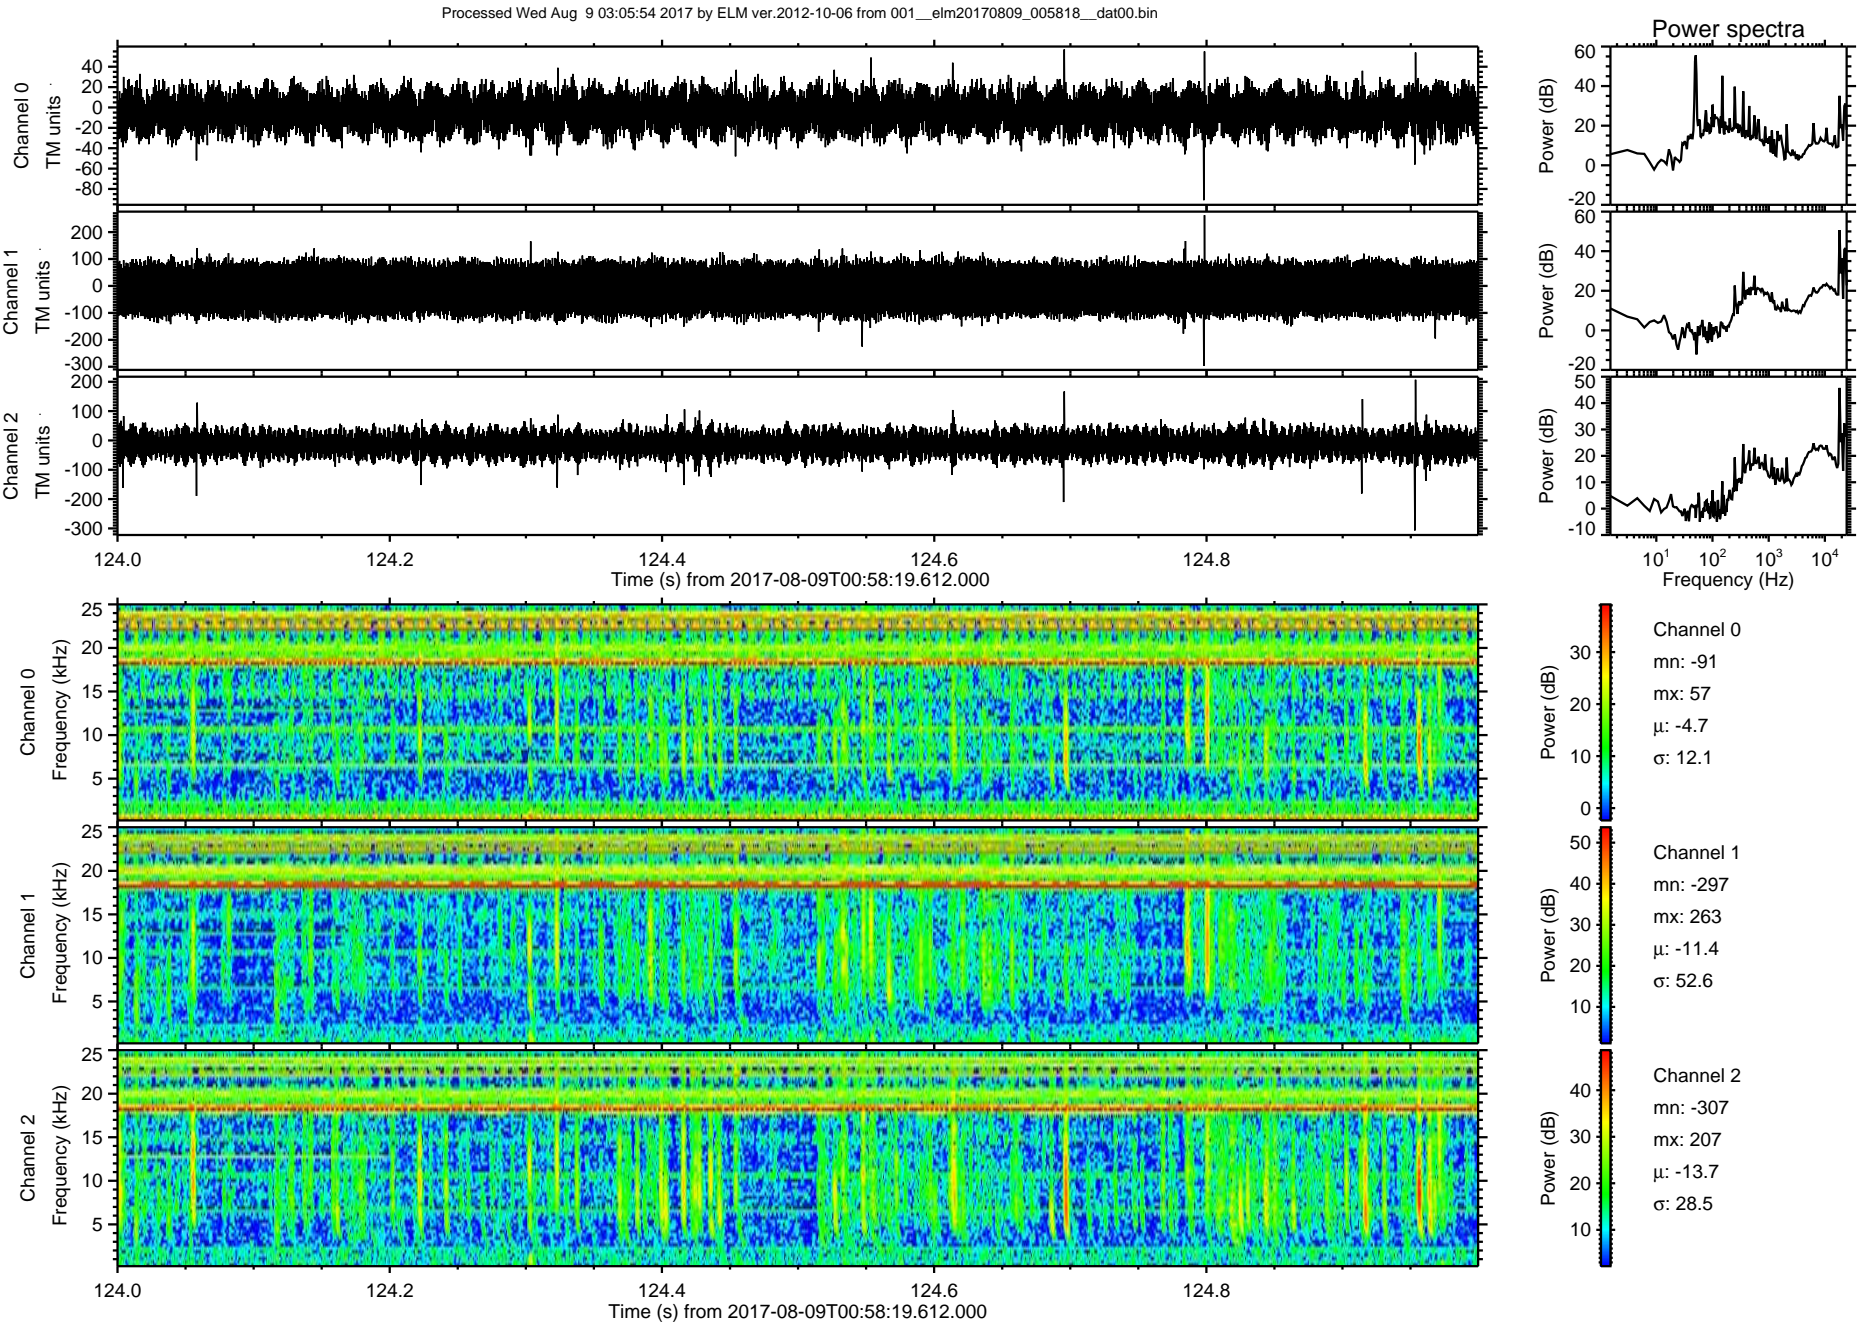 Processed Wed Aug  9 03:05:54 2017 by ELM ver.2012-10-06 from 001__elm20170809_005818__dat00.bin
Power spectra
Channel 0
TM units
40
20
0
-20
-40
-60
-80
Power (dB)
60
40
20
0
-20
Channel 1
TM units
200
100
0
-100
-200
-300
Power (dB)
60
40
20
0
-20
Channel 2
TM units
200
100
0
-100
-200
-300
Power (dB)
50
40
30
20
10
0
-10
124.0 124.2 124.4 124.6 124.8
Time (s) from 2017-08-09T00:58:19.612.000
10¹ 10² 10³ 10⁴
Frequency (Hz)
Channel 0
Frequency (kHz)
25
20
15
10
5
Power (dB)
30
20
10
0
Channel 0
mn: -91
mx: 57
μ: -4.7
σ: 12.1
Channel 1
Frequency (kHz)
25
20
15
10
5
Power (dB)
50
40
30
20
10
Channel 1
mn: -297
mx: 263
μ: -11.4
σ: 52.6
Channel 2
Frequency (kHz)
25
20
15
10
5
Power (dB)
40
30
20
10
Channel 2
mn: -307
mx: 207
μ: -13.7
σ: 28.5
124.0 124.2 124.4 124.6 124.8
Time (s) from 2017-08-09T00:58:19.612.000